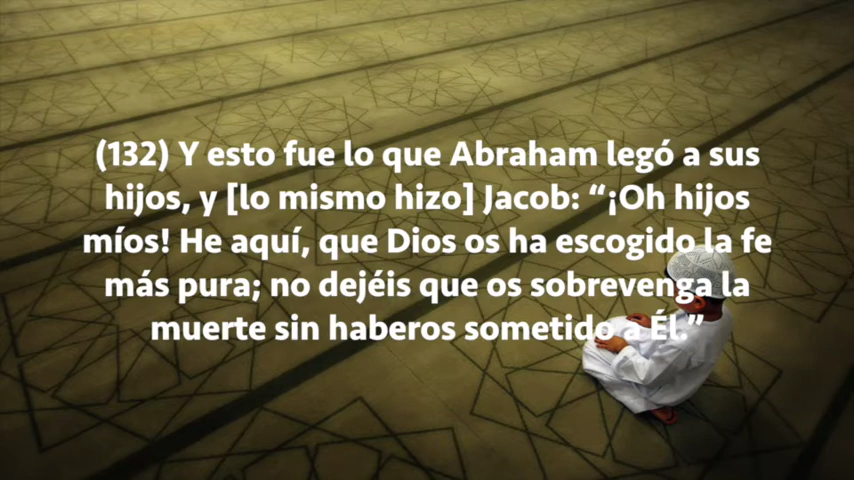 (132) Y esto fue lo que Abraham legó a sus
hijos, y [lo mismo hizo] Jacob: “¡Oh hijos
míos! He aquí, que Dios os ha escogido la fe
más pura; no dejéis que os sobrevenga la
muerte sin haberos sometido a Él.”